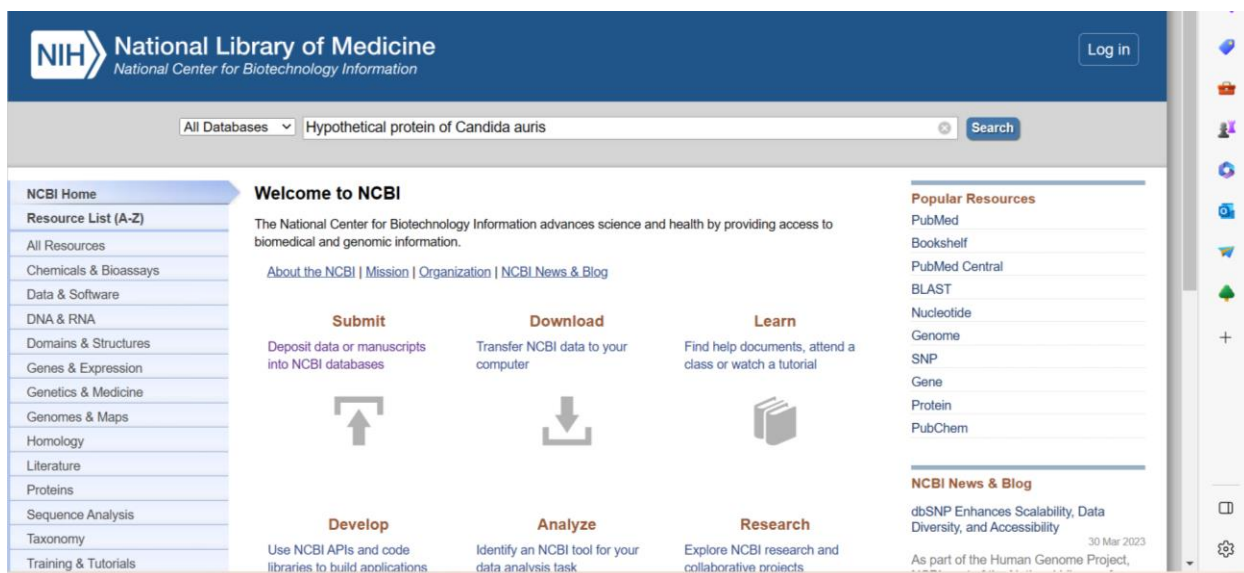 NIH
National Library of Medicine
National Center for Biotechnology Information
Log in
All Databases
Hypothetical protein of Candida auris
Search
NCBI Home
Resource List (A-Z)
All Resources
Chemicals & Bioassays
Data & Software
DNA & RNA
Domains & Structures
Genes & Expression
Genetics & Medicine
Genomes & Maps
Homology
Literature
Proteins
Sequence Analysis
Taxonomy
Training & Tutorials
Welcome to NCBI
The National Center for Biotechnology Information advances science and health by providing access to
biomedical and genomic information.
About the NCBI | Mission | Organization | NCBI News & Blog
Submit
Deposit data or manuscripts
into NCBI databases
Download
Transfer NCBI data to your
computer
Learn
Find help documents, attend a
class or watch a tutorial
Develop
Use NCBI APIs and code
libraries to build applications
Analyze
Identify an NCBI tool for your
data analysis task
Research
Explore NCBI research and
collaborative projects
Popular Resources
PubMed
Bookshelf
PubMed Central
BLAST
Nucleotide
Genome
SNP
Gene
Protein
PubChem
NCBI News & Blog
dbSNP Enhances Scalability, Data
Diversity, and Accessibility
30 Mar 2023
As part of the Human Genome Project,